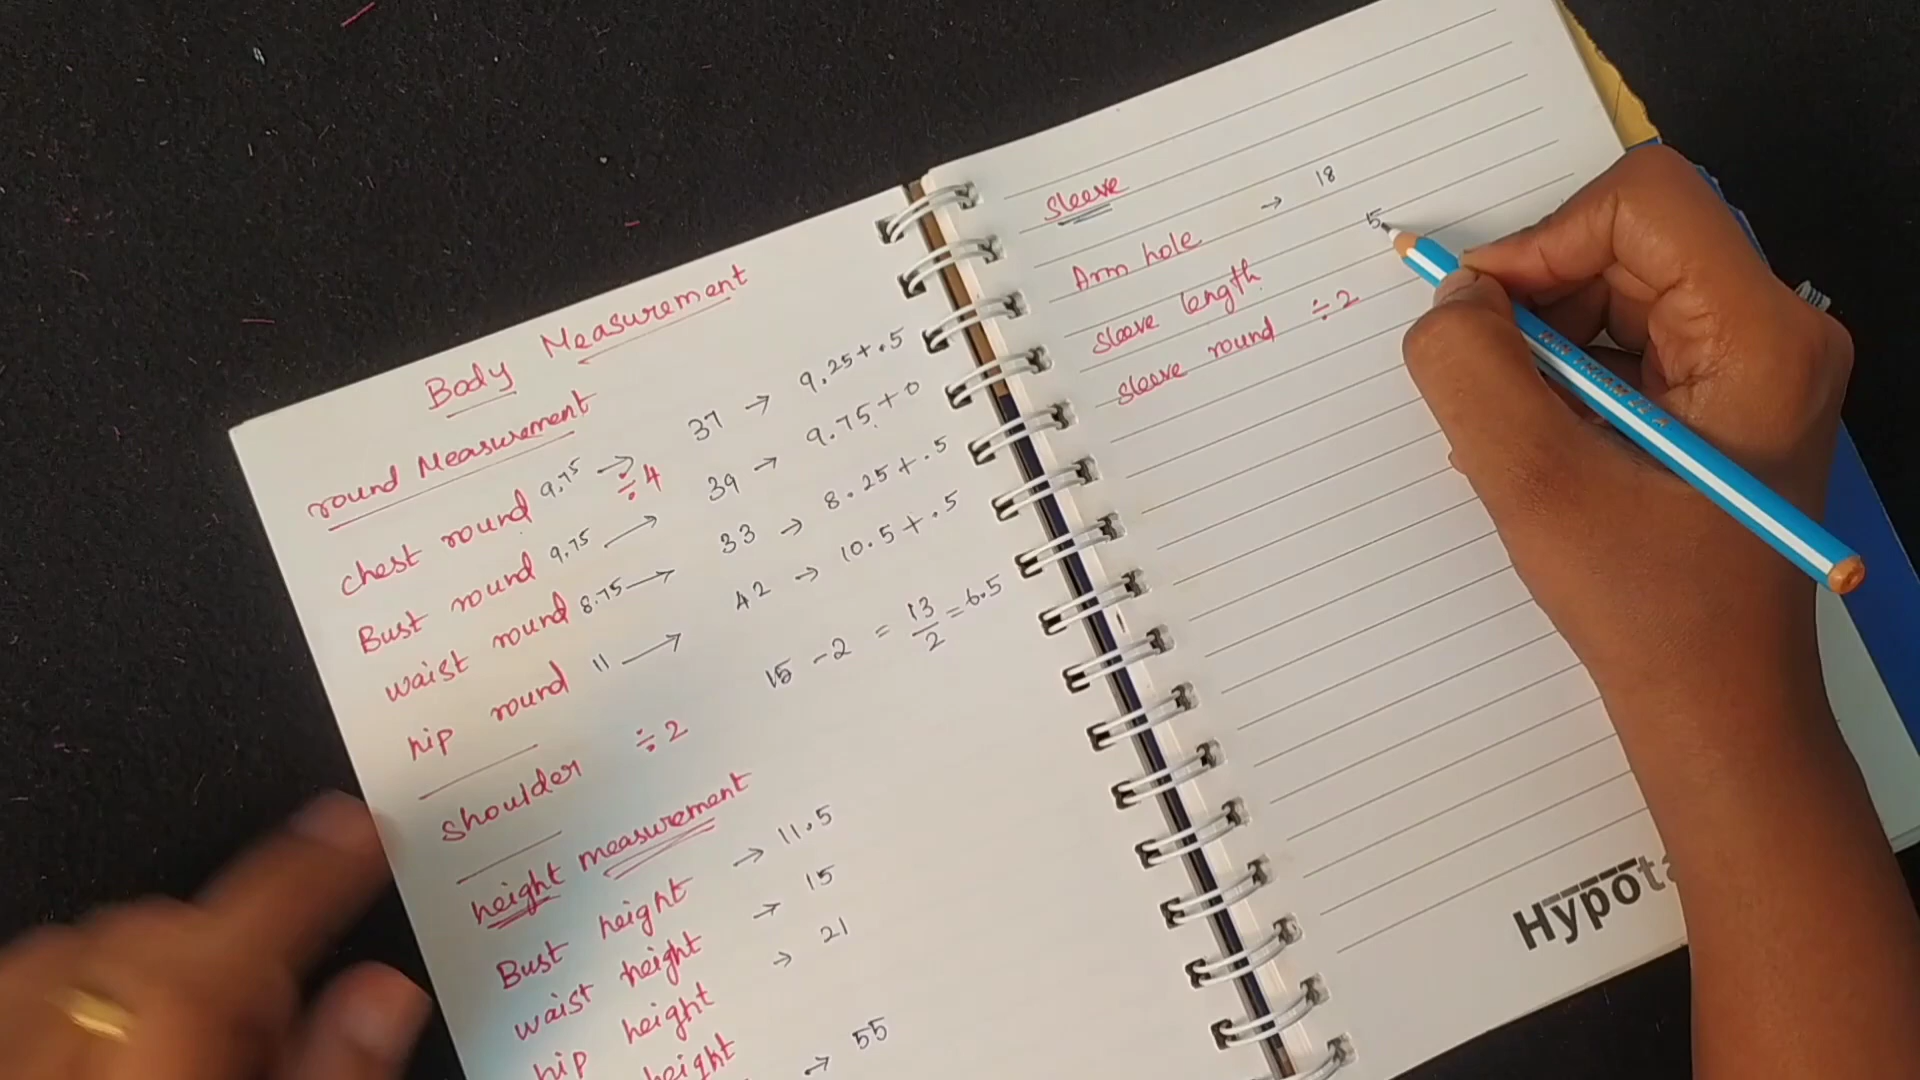 Body Measurement
round Measurement
chest round 9.75 → ÷4 37 → 9.25+.5
Bust round 9.75 → 39 → 9.75+0
waist round 8.75 → 33 → 8.25+.5
hip round 11 → 42 → 10.5+.5
shoulder ÷2 15 -2 = 13/2 = 6.5
height measurement
Bust height → 11.5
waist height → 15
hip height → 21
height → 55
sleeve
Arm hole → 18
sleeve length 5
sleeve round ÷2